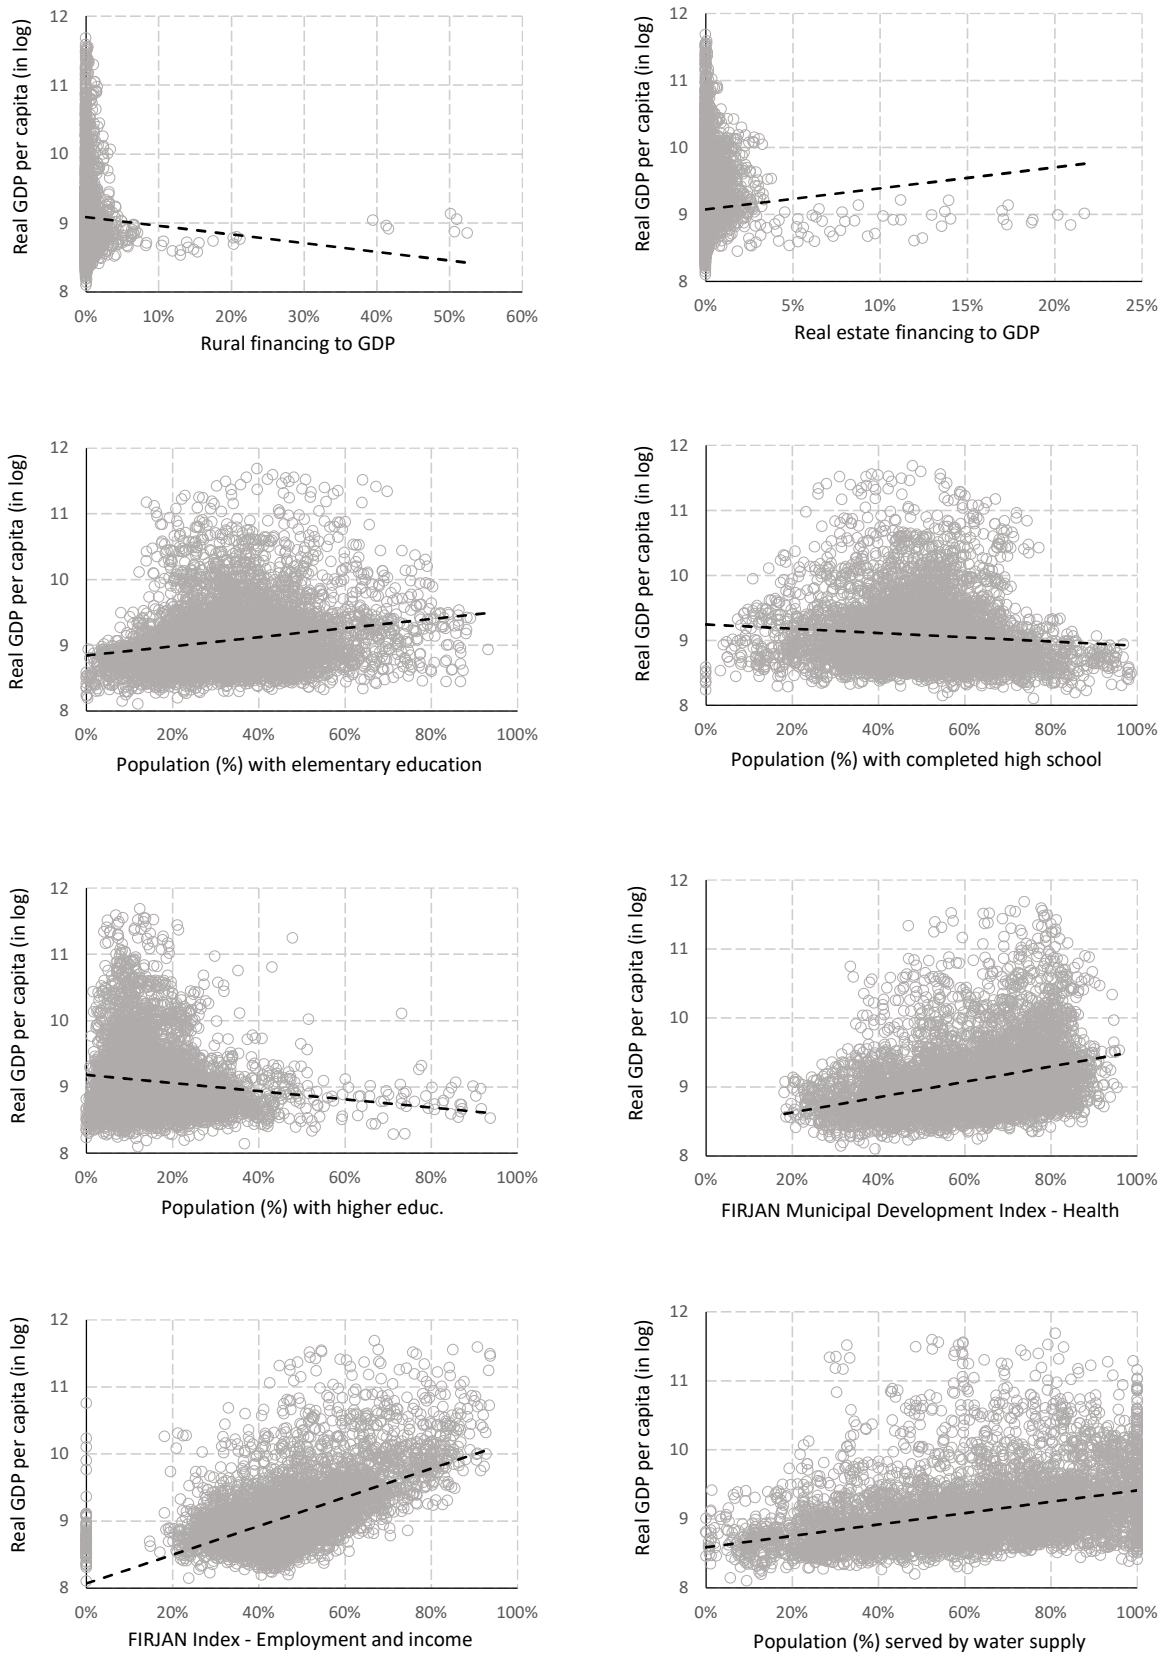 Real GDP per capita (in log)
12
11
10
9
8
0% 10% 20% 30% 40% 50% 60%
Rural financing to GDP
Real GDP per capita (in log)
12
11
10
9
8
0% 5% 10% 15% 20% 25%
Real estate financing to GDP
Real GDP per capita (in log)
12
11
10
9
8
0% 20% 40% 60% 80% 100%
Population (%) with elementary education
Real GDP per capita (in log)
12
11
10
9
8
0% 20% 40% 60% 80% 100%
Population (%) with completed high school
Real GDP per capita (in log)
12
11
10
9
8
0% 20% 40% 60% 80% 100%
Population (%) with higher educ.
Real GDP per capita (in log)
12
11
10
9
8
0% 20% 40% 60% 80% 100%
FIRJAN Municipal Development Index - Health
Real GDP per capita (in log)
12
11
10
9
8
0% 20% 40% 60% 80% 100%
FIRJAN Index - Employment and income
Real GDP per capita (in log)
12
11
10
9
8
0% 20% 40% 60% 80% 100%
Population (%) served by water supply